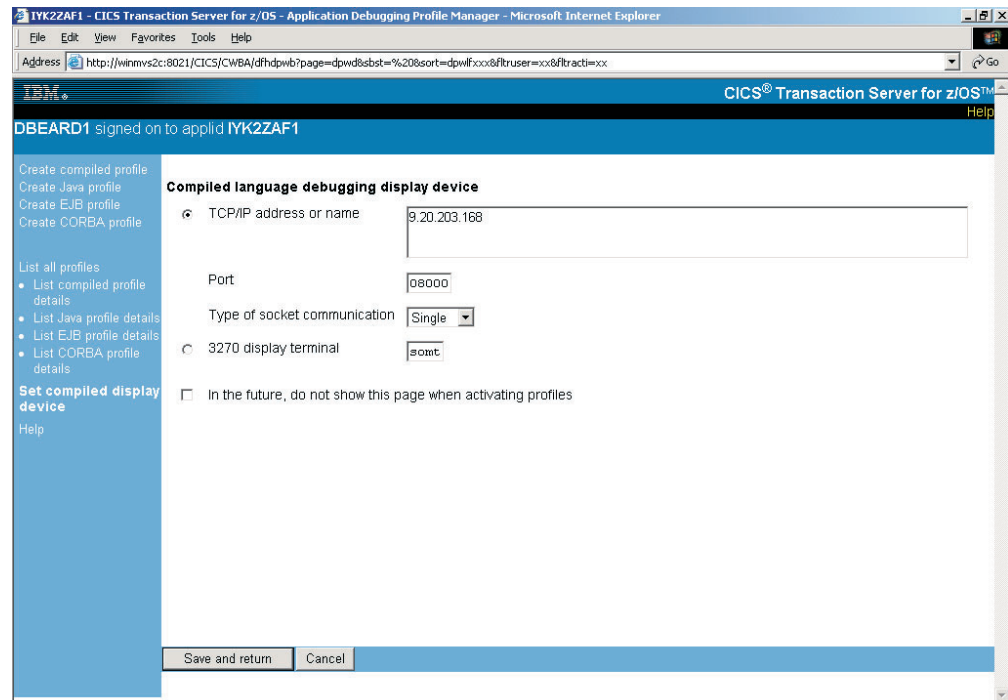 IYK2ZAF1 - CICS Transaction Server for z/OS - Application Debugging Profile Manager - Microsoft Internet Explorer
File Edit View Favorites Tools Help
Address http://winmvs2c:8021/CICS/CWBA/dfhdpwb?page=dpwd&sbst=%208&sort=dpwlfxxx&fltruser=xx&fltracti=xx Go
IBM® CICS® Transaction Server for z/OS™
Help
DBEARD1 signed on to applid IYK2ZAF1
Create compiled profile
Create Java profile
Create EJB profile
Create CORBA profile
List all profiles
• List compiled profile
details
• List Java profile details
• List EJB profile details
• List CORBA profile
details
Set compiled display
device
Help
Compiled language debugging display device
TCP/IP address or name 9.20.203.168
Port 08000
Type of socket communication Single
3270 display terminal somt
In the future, do not show this page when activating profiles
Save and return Cancel